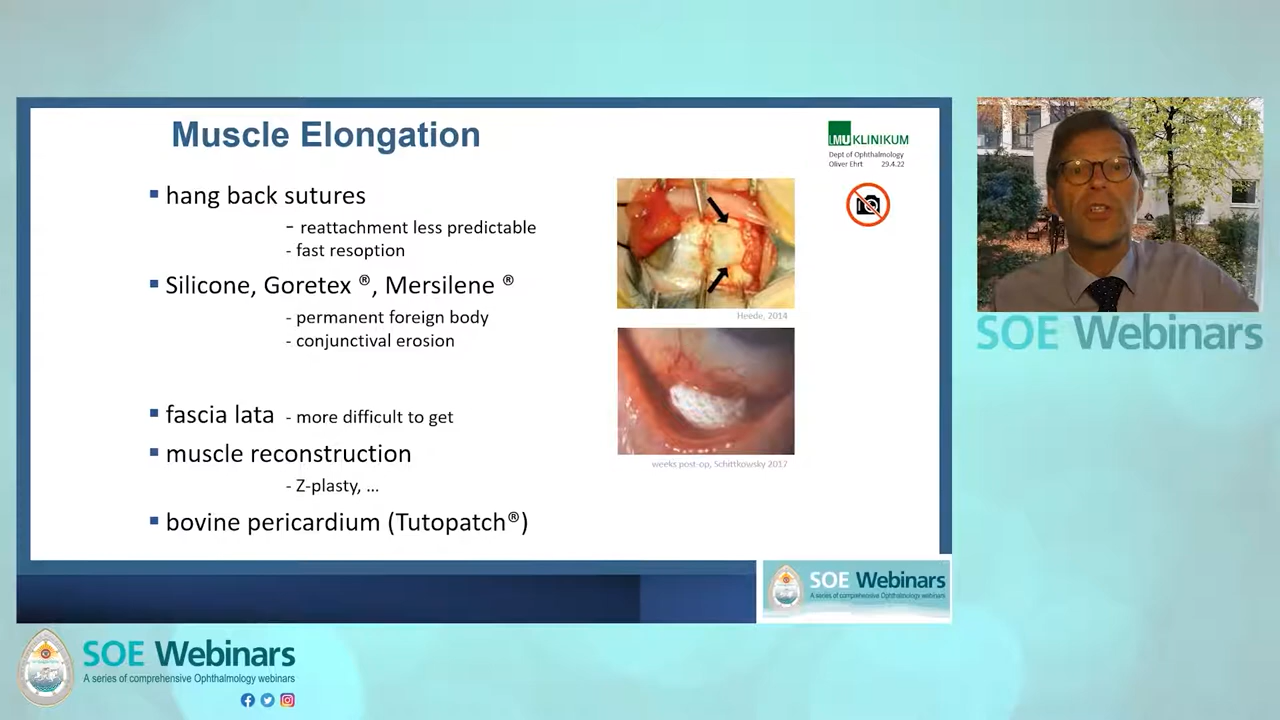 Muscle Elongation
LMU KLINIKUM
Dept of Ophthalmology
Oliver Ehrt 29.4.22
▪ hang back sutures
- reattachment less predictable
- fast resoption
▪ Silicone, Goretex ®, Mersilene ®
- permanent foreign body
- conjunctival erosion
▪ fascia lata - more difficult to get
▪ muscle reconstruction
- Z-plasty, ...
▪ bovine pericardium (Tutopatch®)
Heede, 2014
weeks post-op, Schittkowsky 2017
SOE Webinars
SOE Webinars
A series of comprehensive Ophthalmology webinars
SOE Webinars
A series of comprehensive Ophthalmology webinars